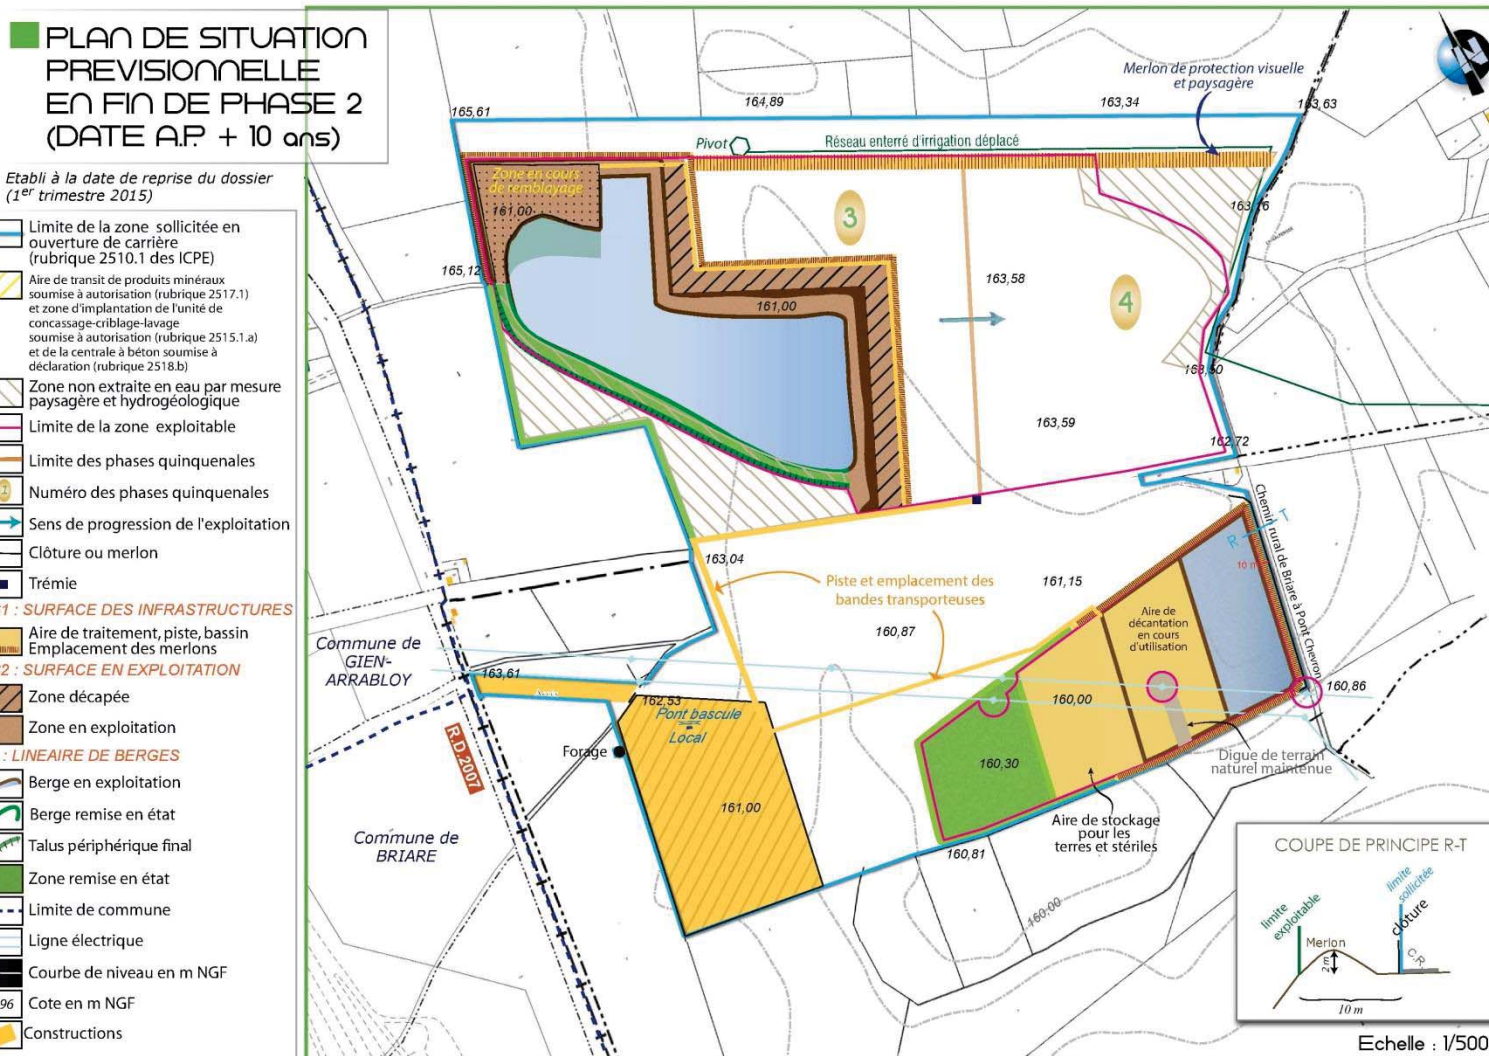 PLAN DE SITUATION
PREVISIONNELLE
EN FIN DE PHASE 2
(DATE A.P. + 10 ans)
Etabli à la date de reprise du dossier
(1er trimestre 2015)
Limite de la zone sollicitée en
ouverture de carrière
(rubrique 2510.1 des ICPE)
Aire de transit de produits minéraux
soumise à autorisation (rubrique 2517.1)
et zone d'implantation de l'unité de
concassage-criblage-lavage
soumise à autorisation (rubrique 2515.1.a)
et de la centrale à béton soumise à
déclaration (rubrique 2518.b)
Zone non extraite en eau par mesure
paysagère et hydrogéologique
Limite de la zone exploitable
Limite des phases quinquenales
Numéro des phases quinquenales
Sens de progression de l'exploitation
Clôture ou merlon
Trémie
1 : SURFACE DES INFRASTRUCTURES
Aire de traitement, piste, bassin
Emplacement des merlons
2 : SURFACE EN EXPLOITATION
Zone décapée
Zone en exploitation
: LINEAIRE DE BERGES
Berge en exploitation
Berge remise en état
Talus périphérique final
Zone remise en état
Limite de commune
Ligne électrique
Courbe de niveau en m NGF
96 Cote en m NGF
Constructions
165,61
164,89
163,34
163,63
Merlon de protection visuelle
et paysagère
Pivot
Réseau enterré d'irrigation déplacé
Zone en cours
de remblayage
161,00
3
163,16
165,12
163,58
161,00
4
163,50
163,59
162,72
163,04
Piste et emplacement des
bandes transporteuses
161,15
160,87
Chemin rural de Briare à Pont Chevron
R
T
10 m
Aire de
décantation
en cours
d'utilisation
Commune de
GIEN-
ARRABLOY
163,61
Accès
162,53
Pont bascule
Local
Forage
R.D.2007
161,00
160,00
160,86
160,30
Digue de terrain
naturel maintenue
Aire de stockage
pour les
terres et stériles
160,81
160.00
Commune de
BRIARE
COUPE DE PRINCIPE R-T
limite
exploitable
limite
sollicitée
clôture
Merlon
2 m
C.R.
10 m
Echelle : 1/500